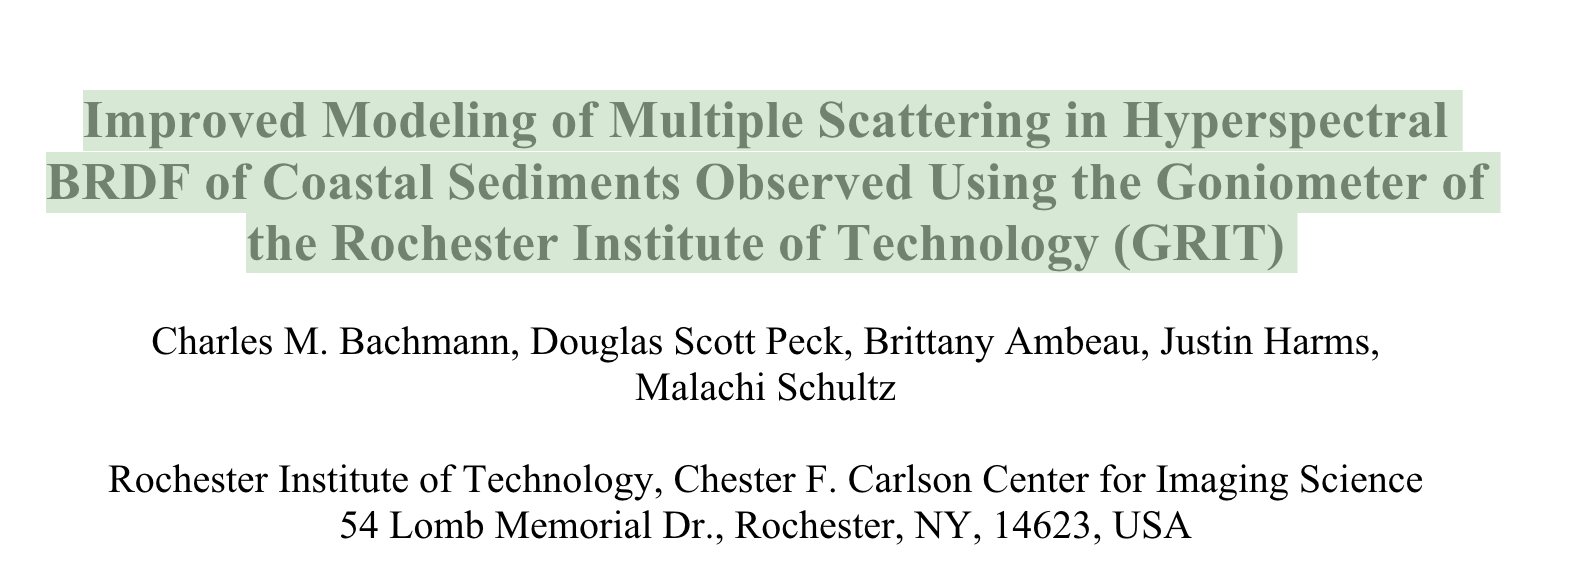 Improved Modeling of Multiple Scattering in Hyperspectral
BRDF of Coastal Sediments Observed Using the Goniometer of
the Rochester Institute of Technology (GRIT)
Charles M. Bachmann, Douglas Scott Peck, Brittany Ambeau, Justin Harms,
Malachi Schultz
Rochester Institute of Technology, Chester F. Carlson Center for Imaging Science
54 Lomb Memorial Dr., Rochester, NY, 14623, USA